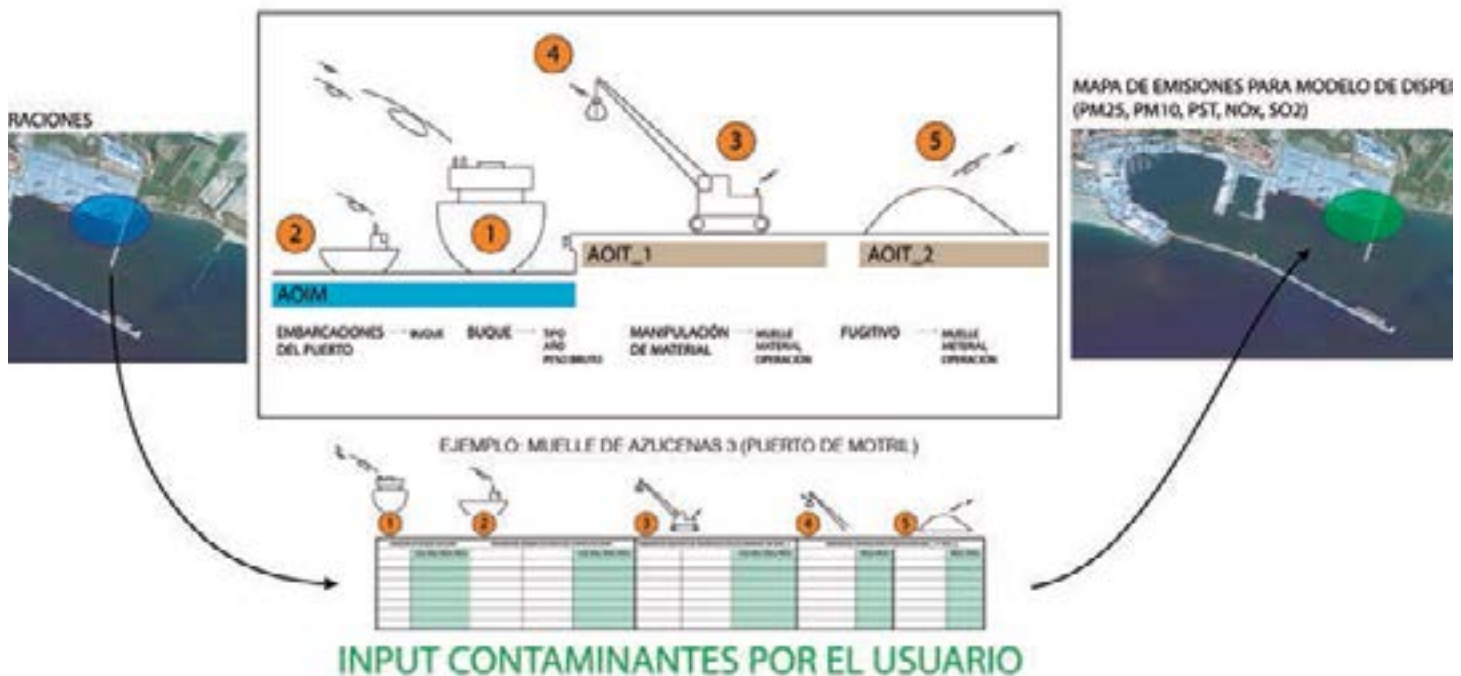 4
MAPA DE EMISIONES PARA MODELO DE DISPE
(PM25, PM10, PST, NOx, SO2)
RACIONES
3
5
2
1
AOIT_1
AOIT_2
AOIM
EMBARCACIONES DEL PUERTO → BUQUE
BUQUE → TIPO AÑO PESO BRUTO
MANIPULACIÓN DE MATERIAL → MUELLE MATERIAL OPERACIÓN
FUGITIVO → MUELLE METERIAL OPERACIÓN
EJEMPLO: MUELLE DE AZUCENAS 3 (PUERTO DE MOTRIL)
1
2
3
4
5
INPUT CONTAMINANTES POR EL USUARIO